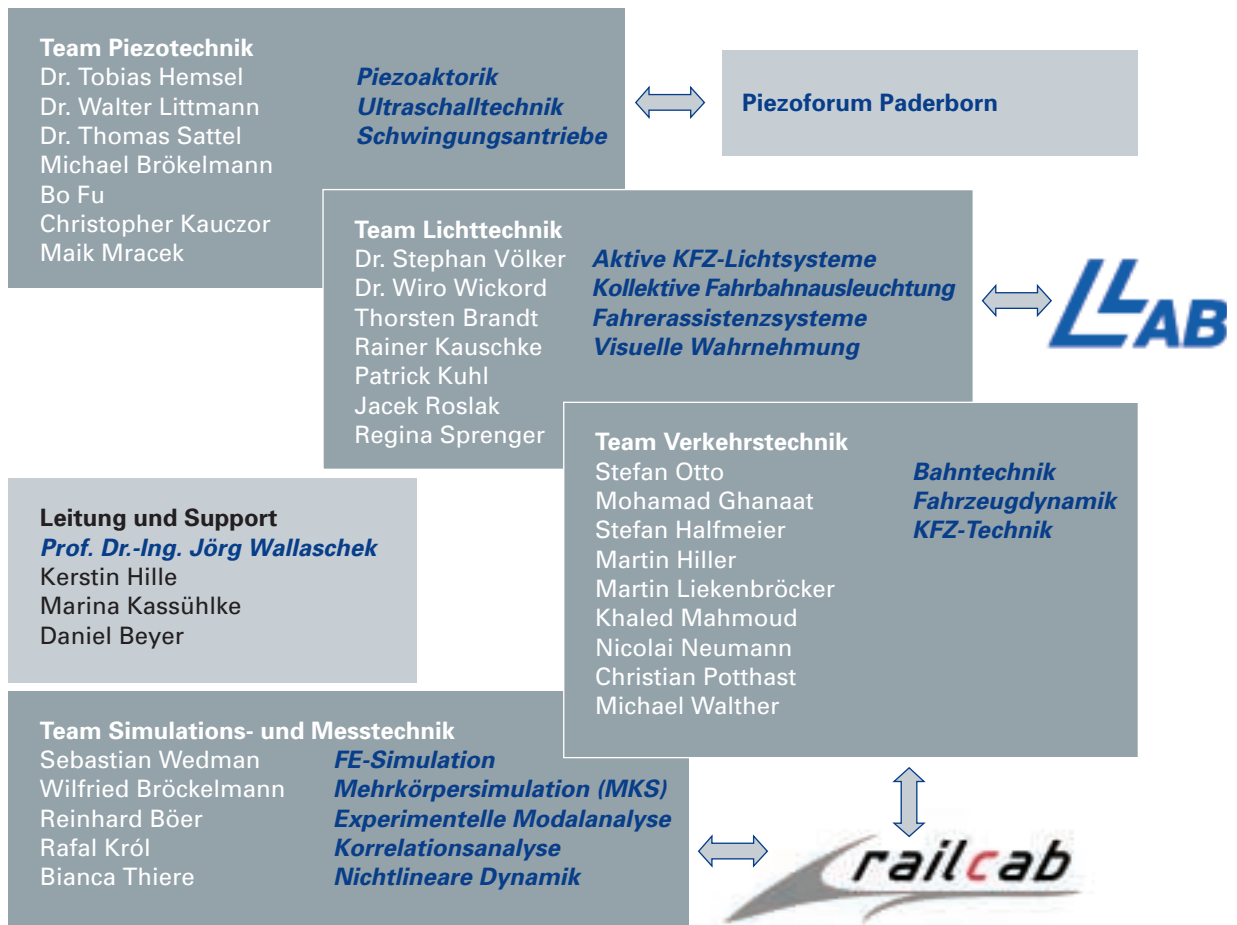 Team Piezotechnik
Dr. Tobias Hemsel
Dr. Walter Littmann
Dr. Thomas Sattel
Michael Brökelmann
Bo Fu
Christopher Kauczor
Maik Mracek
Piezoaktorik
Ultraschalltechnik
Schwingungsantriebe
Piezoforum Paderborn
Team Lichttechnik
Dr. Stephan Völker
Dr. Wiro Wickord
Thorsten Brandt
Rainer Kauschke
Patrick Kuhl
Jacek Roslak
Regina Sprenger
Aktive KFZ-Lichtsysteme
Kollektive Fahrbahnausleuchtung
Fahrerassistenzsysteme
Visuelle Wahrnehmung
LLAB
Team Verkehrstechnik
Stefan Otto
Mohamad Ghanaat
Stefan Halfmeier
Martin Hiller
Martin Liekenbröcker
Khaled Mahmoud
Nicolai Neumann
Christian Potthast
Michael Walther
Bahntechnik
Fahrzeugdynamik
KFZ-Technik
Leitung und Support
Prof. Dr.-Ing. Jörg Wallaschek
Kerstin Hille
Marina Kassühlke
Daniel Beyer
Team Simulations- und Messtechnik
Sebastian Wedman
Wilfried Bröckelmann
Reinhard Böer
Rafal Król
Bianca Thiere
FE-Simulation
Mehrkörpersimulation (MKS)
Experimentelle Modalanalyse
Korrelationsanalyse
Nichtlineare Dynamik
railcab